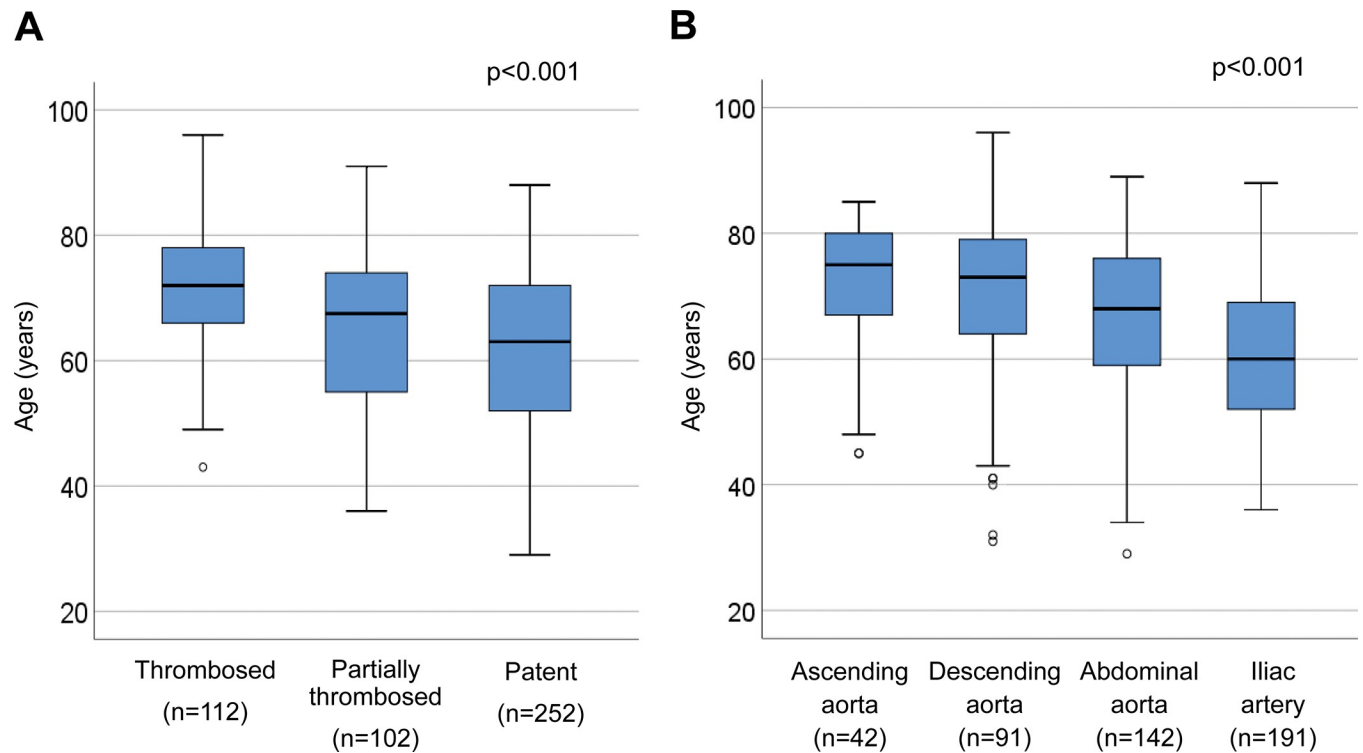 A
p<0.001
Age (years)
100
80
60
40
20
Thrombosed
(n=112)
Partially
thrombosed
(n=102)
Patent
(n=252)
B
p<0.001
Age (years)
100
80
60
40
20
Ascending
aorta
(n=42)
Descending
aorta
(n=91)
Abdominal
aorta
(n=142)
Iliac
artery
(n=191)